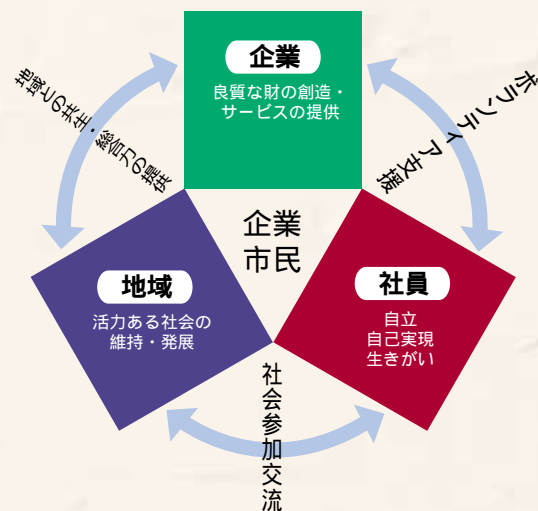 企業
良質な財の創造・
サービスの提供
地域との共生・総合力の提供
ボランティア支援
企業
市民
地域
活力ある社会の
維持・発展
社員
自立
自己実現
生きがい
社会参加交流